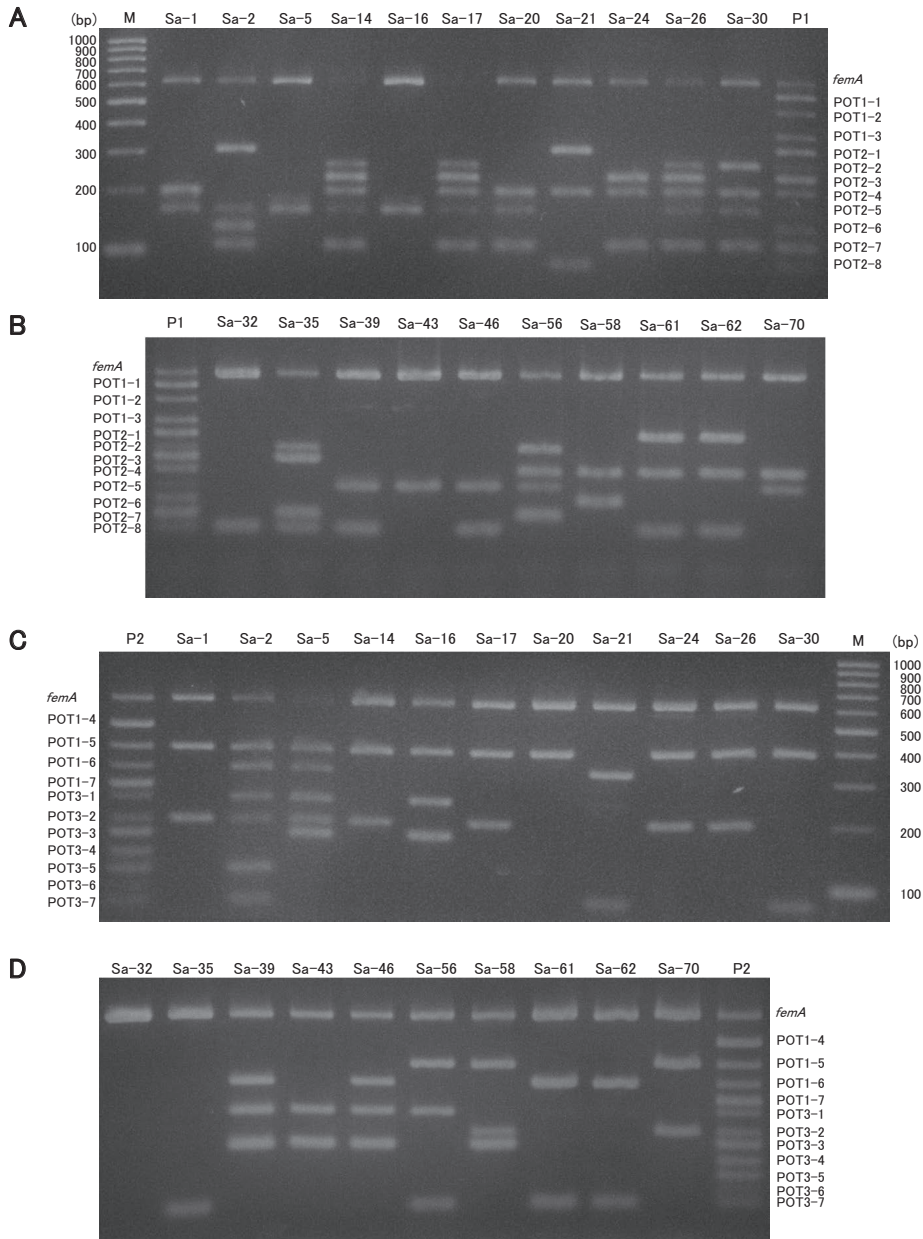 A
(bp) M Sa-1 Sa-2 Sa-5 Sa-14 Sa-16 Sa-17 Sa-20 Sa-21 Sa-24 Sa-26 Sa-30 P1
1000
900
800
700
600
500
400
300
200
100
femA
POT1-1
POT1-2
POT1-3
POT2-1
POT2-2
POT2-3
POT2-4
POT2-5
POT2-6
POT2-7
POT2-8
B
P1 Sa-32 Sa-35 Sa-39 Sa-43 Sa-46 Sa-56 Sa-58 Sa-61 Sa-62 Sa-70
femA
POT1-1
POT1-2
POT1-3
POT2-1
POT2-2
POT2-3
POT2-4
POT2-5
POT2-6
POT2-7
POT2-8
C
P2 Sa-1 Sa-2 Sa-5 Sa-14 Sa-16 Sa-17 Sa-20 Sa-21 Sa-24 Sa-26 Sa-30 M (bp)
femA
POT1-4
POT1-5
POT1-6
POT1-7
POT3-1
POT3-2
POT3-3
POT3-4
POT3-5
POT3-6
POT3-7
1000
900
800
700
600
500
400
300
200
100
D
Sa-32 Sa-35 Sa-39 Sa-43 Sa-46 Sa-56 Sa-58 Sa-61 Sa-62 Sa-70 P2
femA
POT1-4
POT1-5
POT1-6
POT1-7
POT3-1
POT3-2
POT3-3
POT3-4
POT3-5
POT3-6
POT3-7